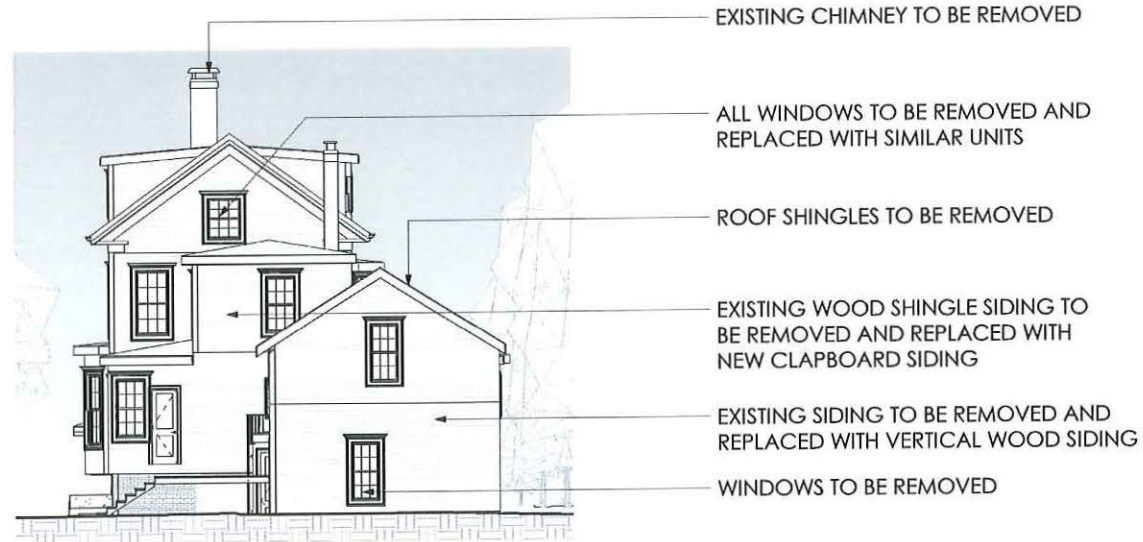 EXISTING CHIMNEY TO BE REMOVED
ALL WINDOWS TO BE REMOVED AND
REPLACED WITH SIMILAR UNITS
ROOF SHINGLES TO BE REMOVED
EXISTING WOOD SHINGLE SIDING TO
BE REMOVED AND REPLACED WITH
NEW CLAPBOARD SIDING
EXISTING SIDING TO BE REMOVED AND
REPLACED WITH VERTICAL WOOD SIDING
WINDOWS TO BE REMOVED